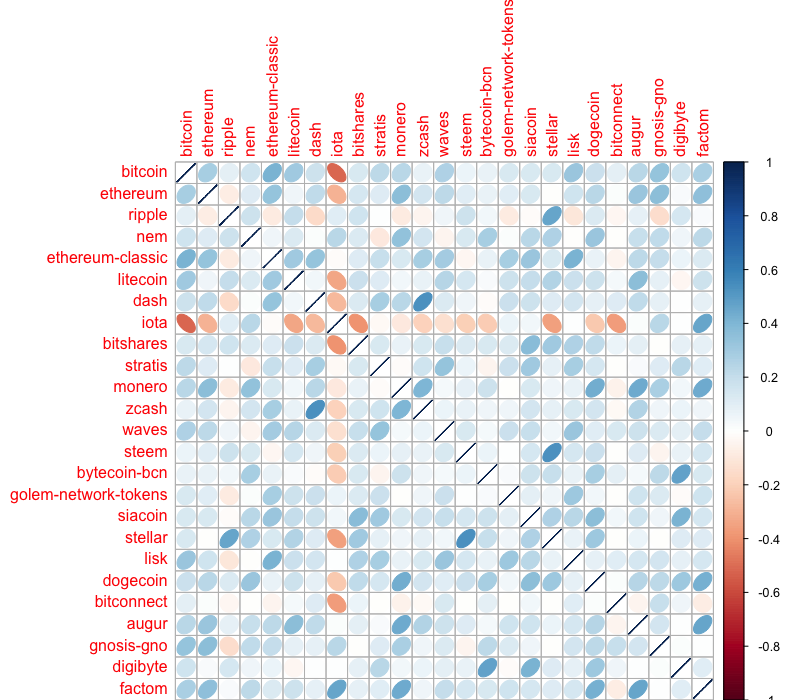 bitcoin
ethereum
ripple
nem
ethereum-classic
litecoin
dash
iota
bitshares
stratis
monero
zcash
waves
steem
bytecoin-bcn
golem-network-tokens
siacoin
stellar
lisk
dogecoin
bitconnect
augur
gnosis-gno
digibyte
factom
bitcoin
ethereum
ripple
nem
ethereum-classic
litecoin
dash
iota
bitshares
stratis
monero
zcash
waves
steem
bytecoin-bcn
golem-network-tokens
siacoin
stellar
lisk
dogecoin
bitconnect
augur
gnosis-gno
digibyte
factom
1
0.8
0.6
0.4
0.2
0
-0.2
-0.4
-0.6
-0.8